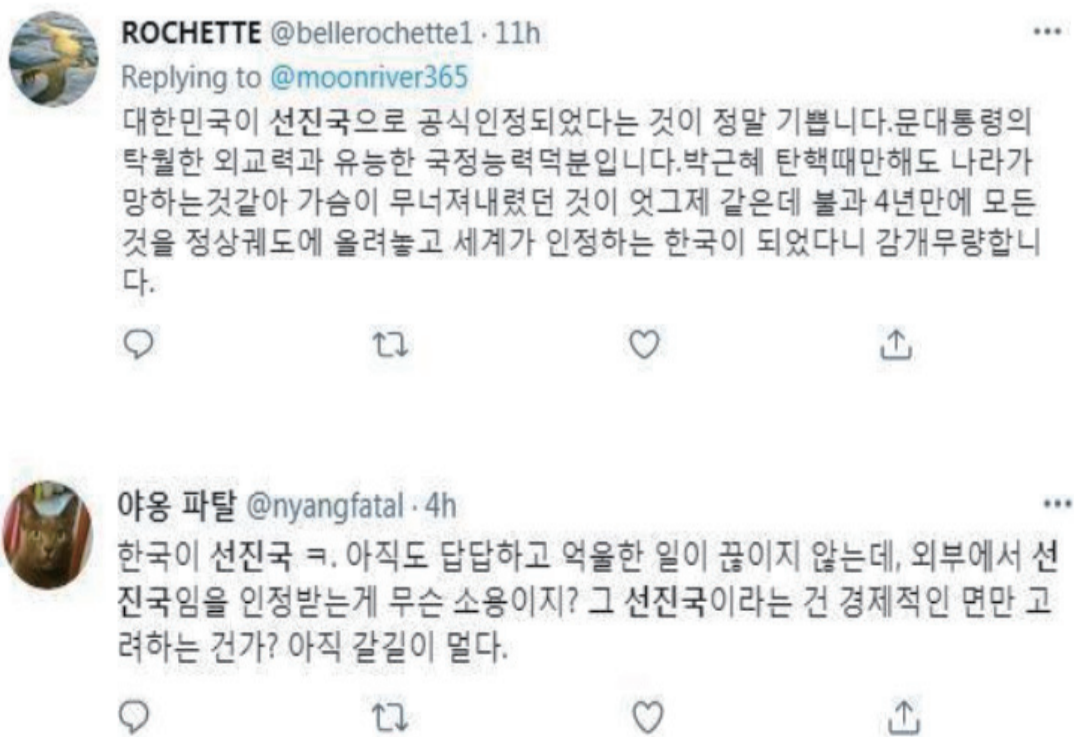 ROCHETTE @bellerochette1 · 11h
Replying to @moonriver365
대한민국이 선진국으로 공식인정되었다는 것이 정말 기쁩니다.문대통령의
탁월한 외교력과 유능한 국정능력덕분입니다.박근혜 탄핵때만해도 나라가
망하는것같아 가슴이 무너져내렸던 것이 엇그제 같은데 불과 4년만에 모든
것을 정상궤도에 올려놓고 세계가 인정하는 한국이 되었다니 감개무량합니
다.
야옹 파탈 @nyangfatal · 4h
한국이 선진국 ㅋ. 아직도 답답하고 억울한 일이 끊이지 않는데, 외부에서 선
진국임을 인정받는게 무슨 소용이지? 그 선진국이라는 건 경제적인 면만 고
려하는 건가? 아직 갈길이 멀다.